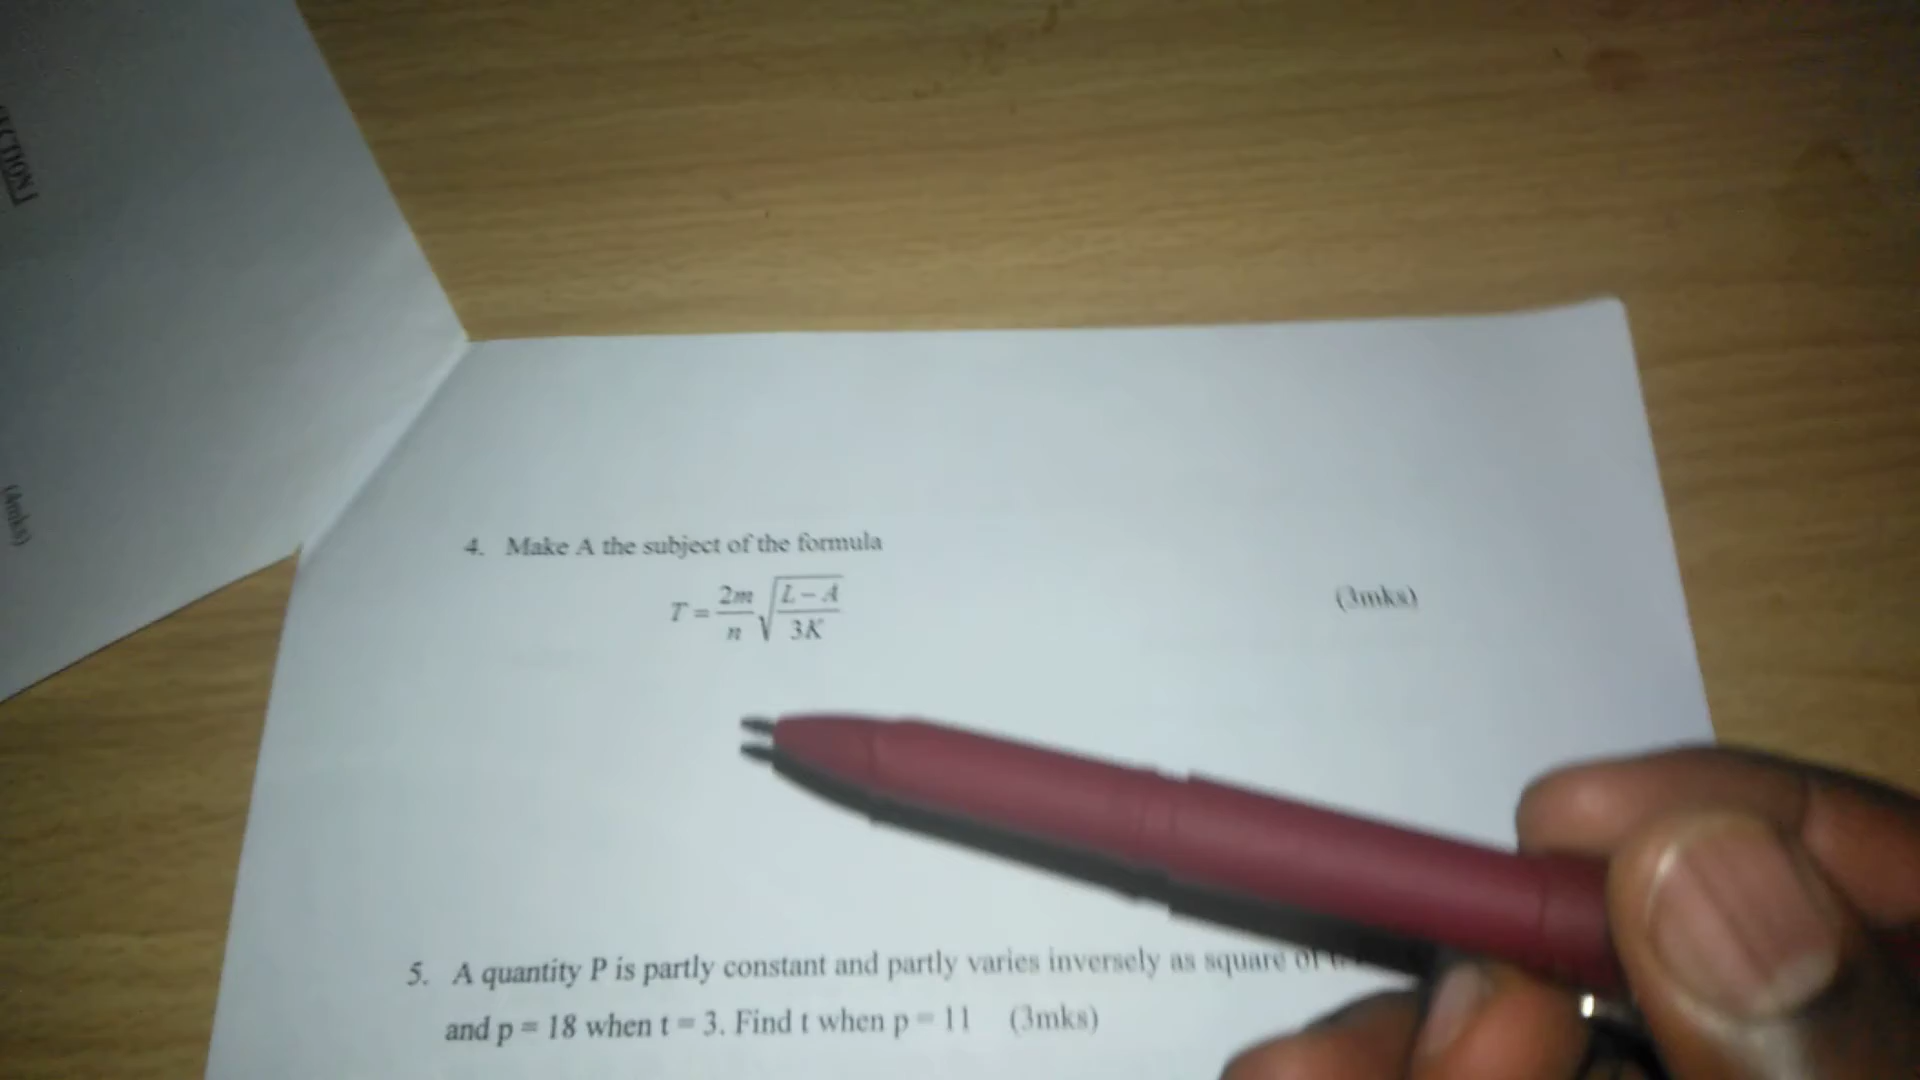 (4mks)
4. Make A the subject of the formula
T = 2m/n √((L – A)/3K) (3mks)
5. A quantity P is partly constant and partly varies inversely as square of
and p = 18 when t = 3. Find t when p = 11 (3mks)